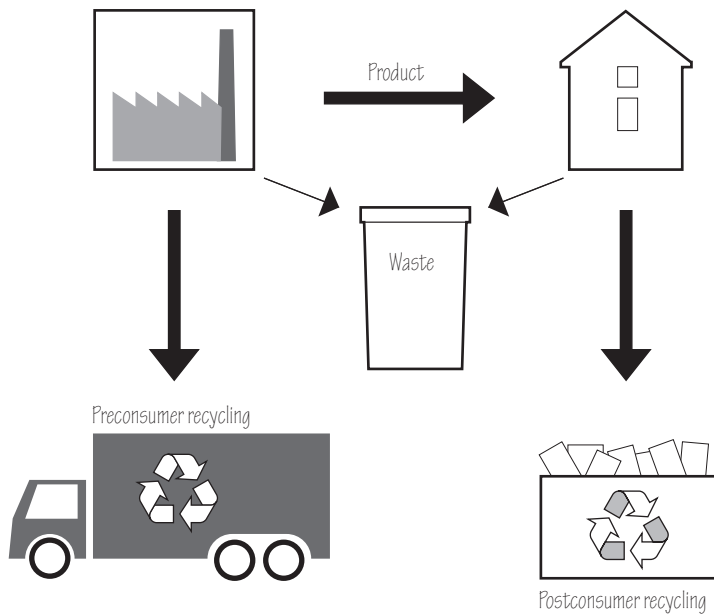 Product
Waste
Preconsumer recycling
Postconsumer recycling